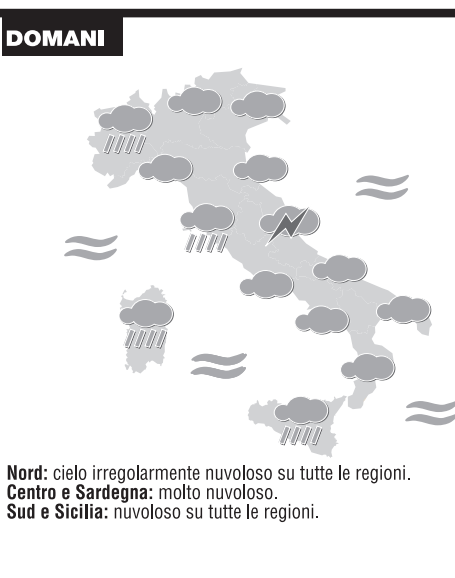 DOMANI
Nord: cielo irregolarmente nuvoloso su tutte le regioni.
Centro e Sardegna: molto nuvoloso.
Sud e Sicilia: nuvoloso su tutte le regioni.